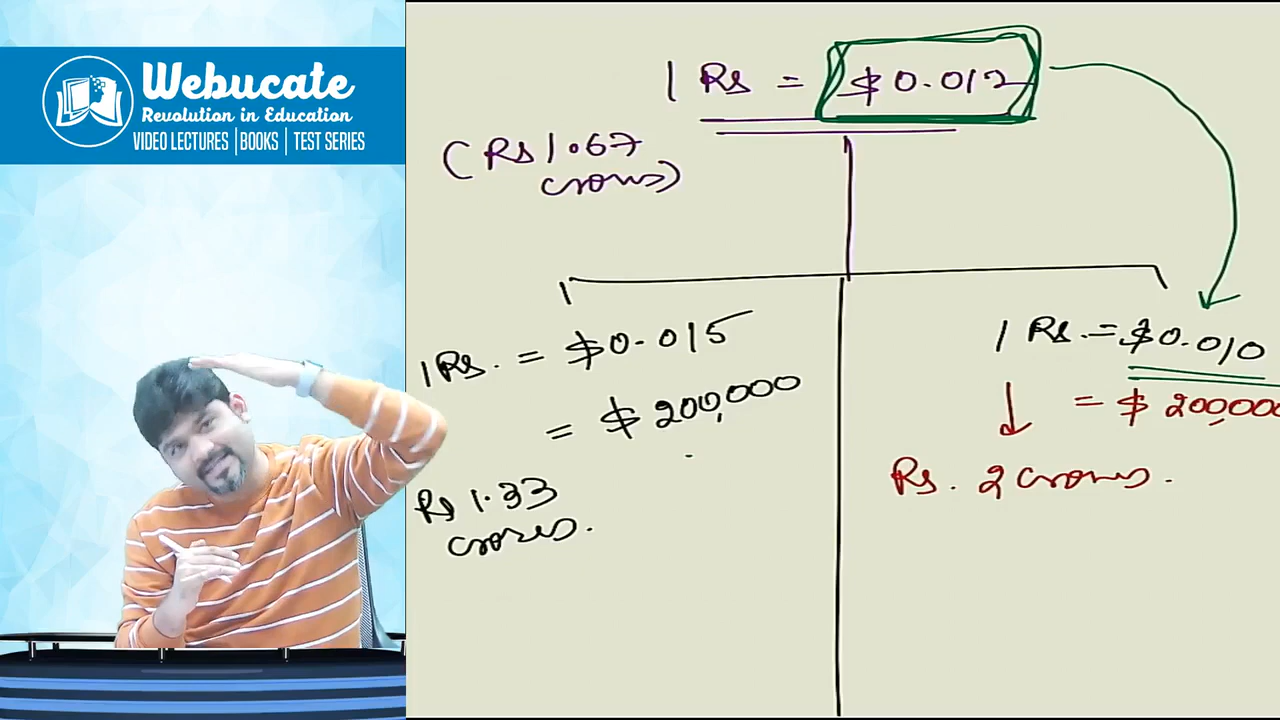 Webucate
Revolution in Education
VIDEO LECTURES | BOOKS | TEST SERIES
1 Rs = $0.012
(Rs 1.67
crores)
1 Rs. = $0.015
= $ 200,000
Rs 1.33
crores.
1 Rs. = $0.010
= $ 200,000
Rs. 2 crores.